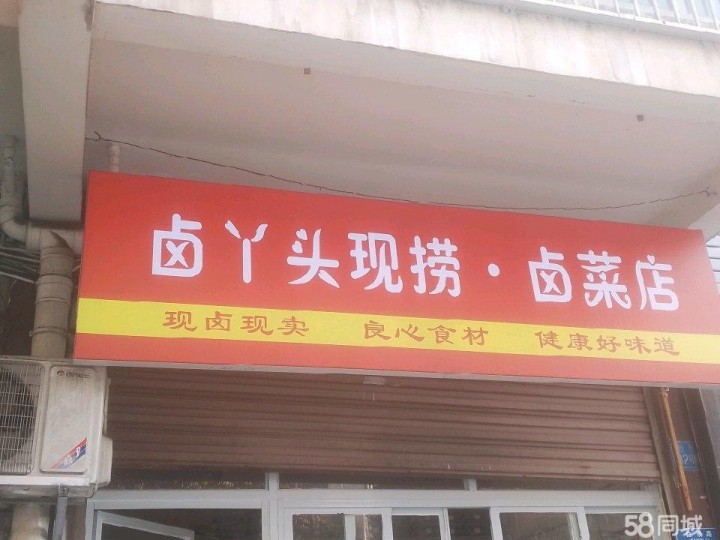 卤丫头现捞·卤菜店
现卤现卖 良心食材 健康好味道
58同城